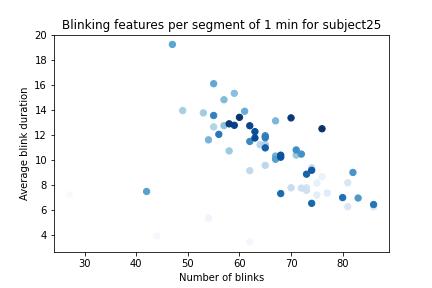 Blinking features per segment of 1 min for subject25
Average blink duration
20
18
16
14
12
10
8
6
4
30 40 50 60 70 80
Number of blinks